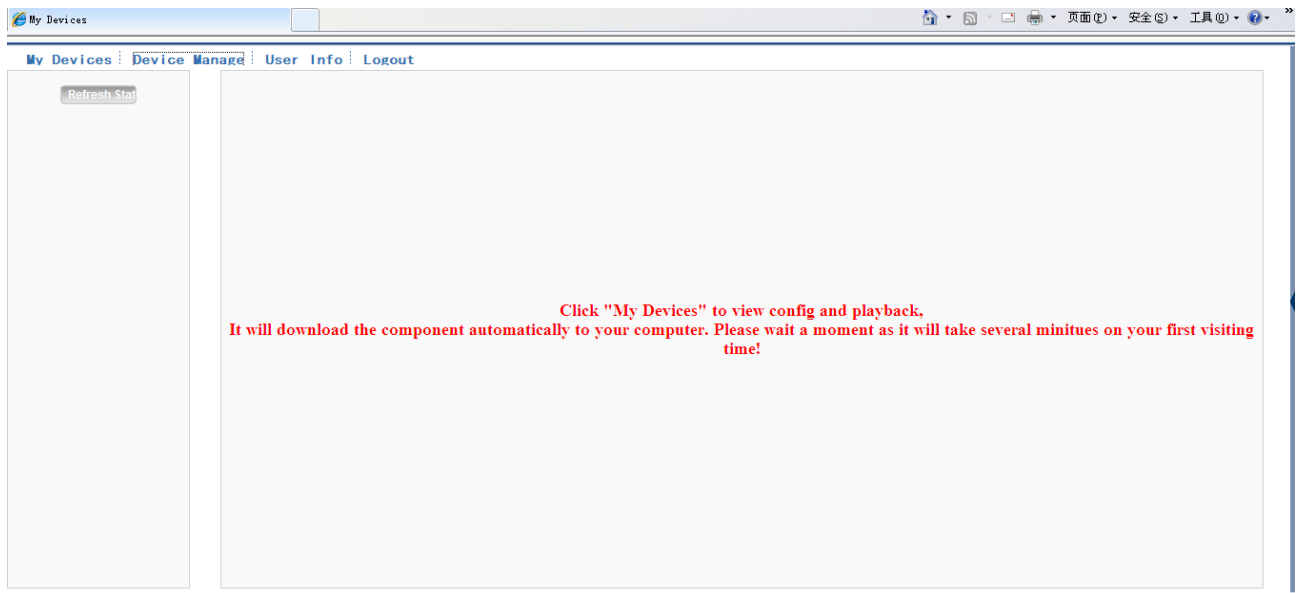 My Devices
页面(P) 安全(S) 工具(O) »
My Devices Device Manage User Info Logout
Refresh Stat
Click "My Devices" to view config and playback,
It will download the component automatically to your computer. Please wait a moment as it will take several minitues on your first visiting
time!